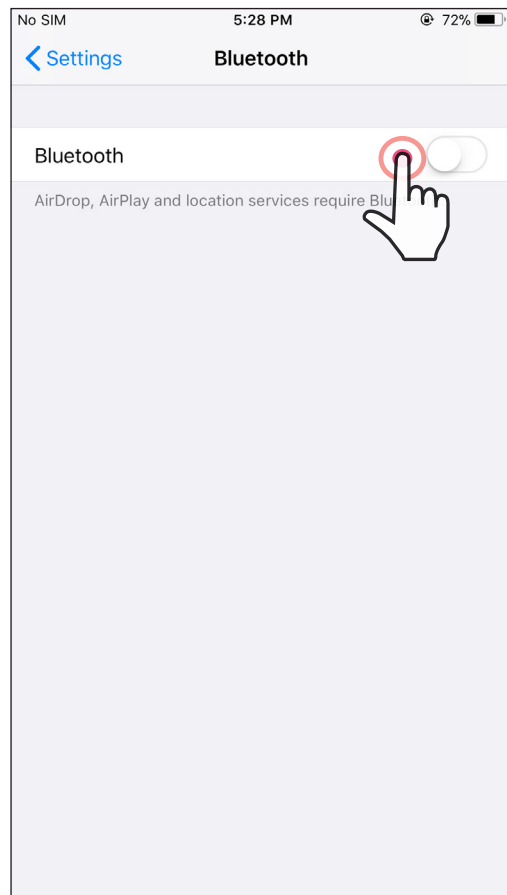 No SIM 5:28 PM 72%
Settings Bluetooth
Bluetooth
AirDrop, AirPlay and location services require